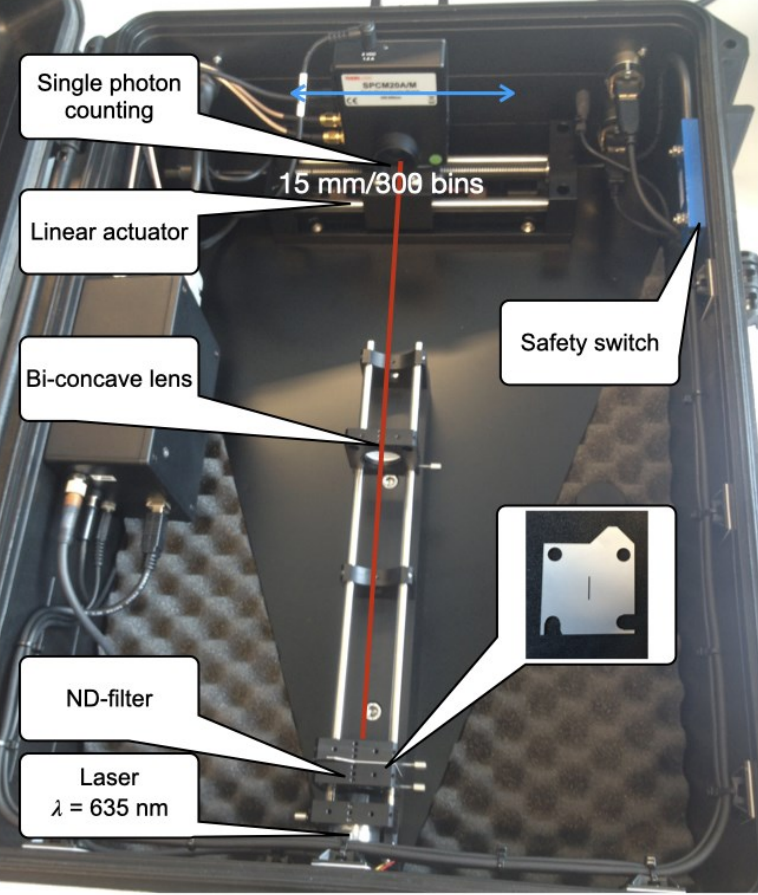 Single photon
counting
SPCM20A/M
15 mm/300 bins
Linear actuator
Safety switch
Bi-concave lens
ND-filter
Laser
λ = 635 nm